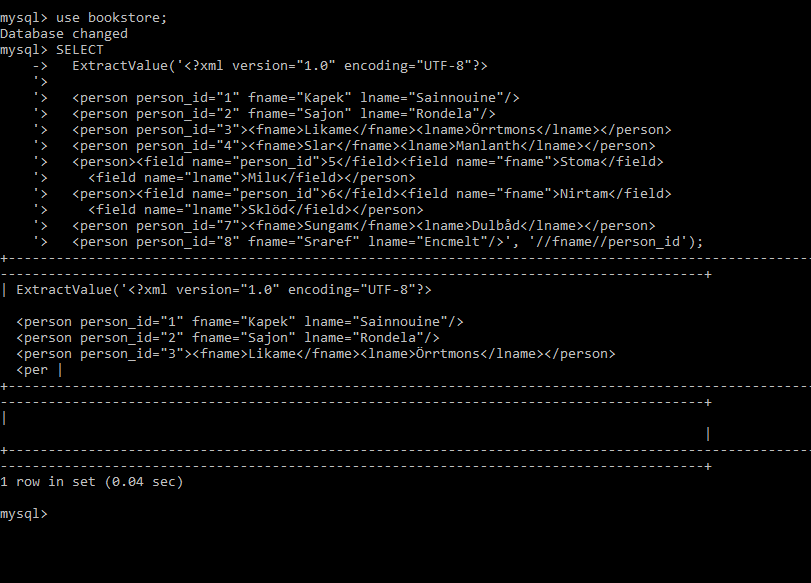 mysql> use bookstore;
Database changed
mysql> SELECT
    ->   ExtractValue('<?xml version="1.0" encoding="UTF-8"?>
    '>
    '>   <person person_id="1" fname="Kapek" lname="Sainnouine"/>
    '>   <person person_id="2" fname="Sajon" lname="Rondela"/>
    '>   <person person_id="3"><fname>Likame</fname><lname>Örrtmons</lname></person>
    '>   <person person_id="4"><fname>Slar</fname><lname>Manlanth</lname></person>
    '>   <person><field name="person_id">5</field><field name="fname">Stoma</field>
    '>     <field name="lname">Milu</field></person>
    '>   <person><field name="person_id">6</field><field name="fname">Nirtam</field>
    '>     <field name="lname">Sklöd</field></person>
    '>   <person person_id="7"><fname>Sungam</fname><lname>Dulbåd</lname></person>
    '>   <person person_id="8" fname="Sraref" lname="Encmelt"/>', '//fname//person_id');
+----------------------------------------------------------------------------------------------------
----------------------------------------------------------------------------------------+
| ExtractValue('<?xml version="1.0" encoding="UTF-8"?>

  <person person_id="1" fname="Kapek" lname="Sainnouine"/>
  <person person_id="2" fname="Sajon" lname="Rondela"/>
  <person person_id="3"><fname>Likame</fname><lname>Örrtmons</lname></person>
  <per |
+----------------------------------------------------------------------------------------------------
----------------------------------------------------------------------------------------+
|
                                                                                        |
+----------------------------------------------------------------------------------------------------
----------------------------------------------------------------------------------------+
1 row in set (0.04 sec)

mysql>